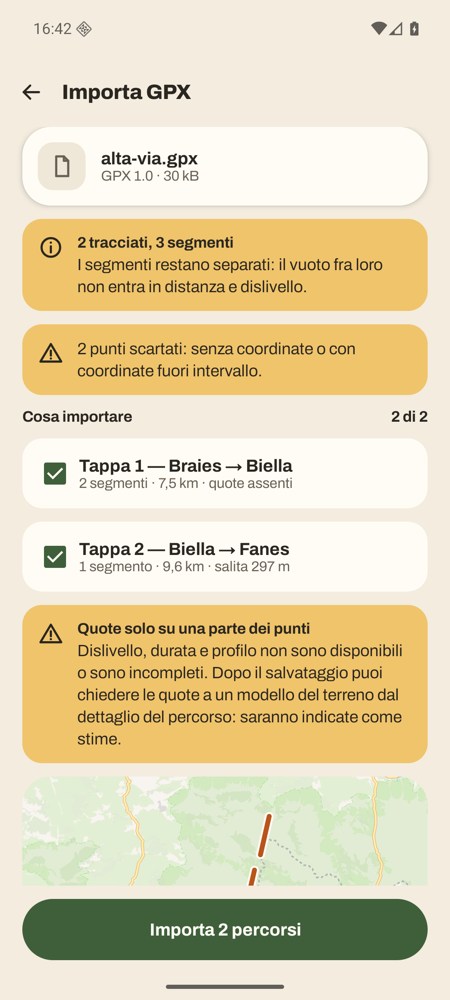 16:42
Importa GPX
alta-via.gpx
GPX 1.0 · 30 kB
2 tracciati, 3 segmenti
I segmenti restano separati: il vuoto fra loro
non entra in distanza e dislivello.
2 punti scartati: senza coordinate o con
coordinate fuori intervallo.
Cosa importare 2 di 2
Tappa 1 — Braies → Biella
2 segmenti · 7,5 km · quote assenti
Tappa 2 — Biella → Fanes
1 segmento · 9,6 km · salita 297 m
Quote solo su una parte dei punti
Dislivello, durata e profilo non sono disponibili
o sono incompleti. Dopo il salvataggio puoi
chiedere le quote a un modello del terreno dal
dettaglio del percorso: saranno indicate come
stime.
Importa 2 percorsi